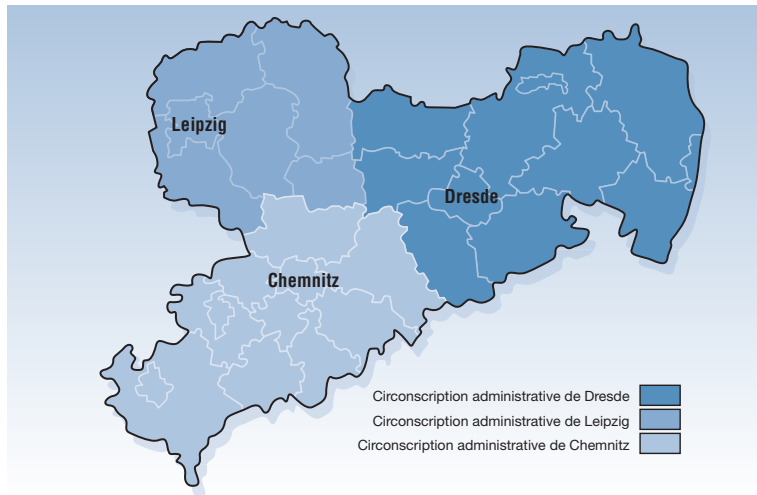 Leipzig
Dresde
Chemnitz
Circonscription administrative de Dresde
Circonscription administrative de Leipzig
Circonscription administrative de Chemnitz